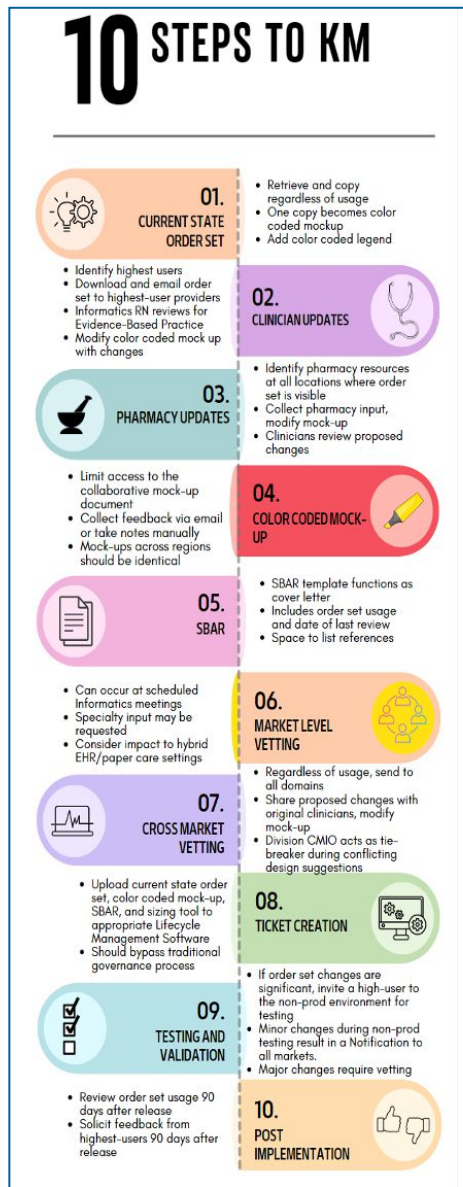 10 STEPS TO KM
01.
CURRENT STATE
ORDER SET
• Retrieve and copy
regardless of usage
• One copy becomes color
coded mockup
• Add color coded legend
02.
CLINICIAN UPDATES
• Identify highest users
• Download and email order
set to highest-user providers
• Informatics RN reviews for
Evidence-Based Practice
• Modify color coded mock up
with changes
03.
PHARMACY UPDATES
• Identify pharmacy resources
at all locations where order
set is visible
• Collect pharmacy input,
modify mock-up
• Clinicians review proposed
changes
04.
COLOR CODED MOCK-
UP
• Limit access to the
collaborative mock-up
document
• Collect feedback via email
or take notes manually
• Mock-ups across regions
should be identical
05.
SBAR
• SBAR template functions as
cover letter
• Includes order set usage
and date of last review
• Space to list references
06.
MARKET LEVEL
VETTING
• Can occur at scheduled
Informatics meetings
• Specialty input may be
requested
• Consider impact to hybrid
EHR/paper care settings
07.
CROSS MARKET
VETTING
• Regardless of usage, send to
all domains
• Share proposed changes with
original clinicians, modify
mock-up
• Division CMIO acts as tie-
breaker during conflicting
design suggestions
08.
TICKET CREATION
• Upload current state order
set, color coded mock-up,
SBAR, and sizing tool to
appropriate Lifecycle
Management Software
• Should bypass traditional
governance process
09.
TESTING AND
VALIDATION
• If order set changes are
significant, invite a high-user to
the non-prod environment for
testing
• Minor changes during non-prod
testing result in a Notification to
all markets.
• Major changes require vetting
10.
POST
IMPLEMENTATION
• Review order set usage 90
days after release
• Solicit feedback from
highest-users 90 days after
release